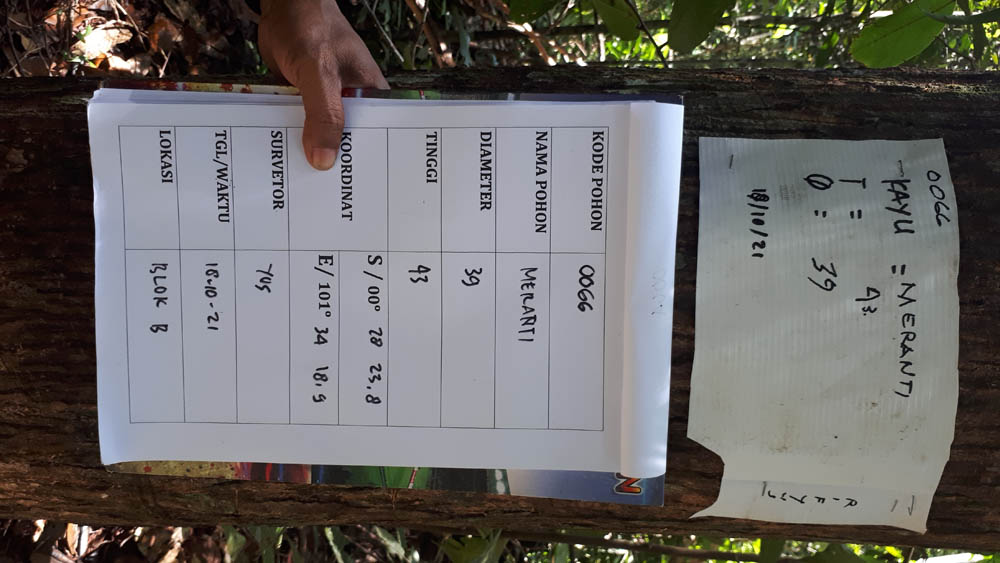 0066
KAYU = MERANTI
T = 43.
Ø = 39
18/10/21
N
KODE POHON 0066
NAMA POHON MERANTI
DIAMETER 39
TINGGI 43
KOORDINAT
S / 00° 28 23.8
E/ 101° 34 18.9
SURVETOR YUS
TGL/WAKTU 18-10-21
LOKASI BLOK B